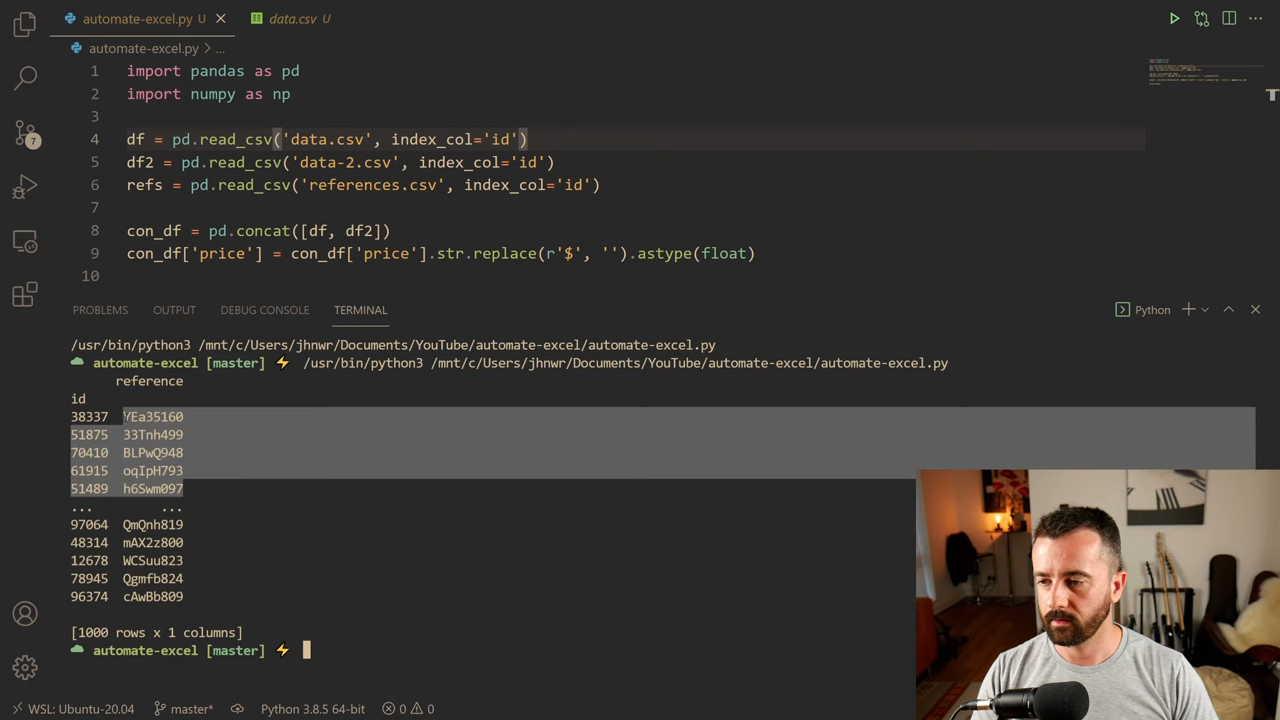 automate-excel.py U
data.csv U
automate-excel.py > ...
1 import pandas as pd
2 import numpy as np
3
4 df = pd.read_csv('data.csv', index_col='id')
5 df2 = pd.read_csv('data-2.csv', index_col='id')
6 refs = pd.read_csv('references.csv', index_col='id')
7
8 con_df = pd.concat([df, df2])
9 con_df['price'] = con_df['price'].str.replace(r'$', '').astype(float)
10
7
PROBLEMS OUTPUT DEBUG CONSOLE TERMINAL
Python
/usr/bin/python3 /mnt/c/Users/jhnwr/Documents/YouTube/automate-excel/automate-excel.py
automate-excel [master] ⚡ /usr/bin/python3 /mnt/c/Users/jhnwr/Documents/YouTube/automate-excel/automate-excel.py
reference
id
38337 YEa35160
51875 33Tnh499
70410 BLPwQ948
61915 oqIpH793
51489 h6Swm097
... ...
97064 QmQnh819
48314 mAX2z800
12678 WCSuu823
78945 Qgmfb824
96374 cAwBb809
[1000 rows x 1 columns]
automate-excel [master] ⚡
WSL: Ubuntu-20.04 master* Python 3.8.5 64-bit 0 0